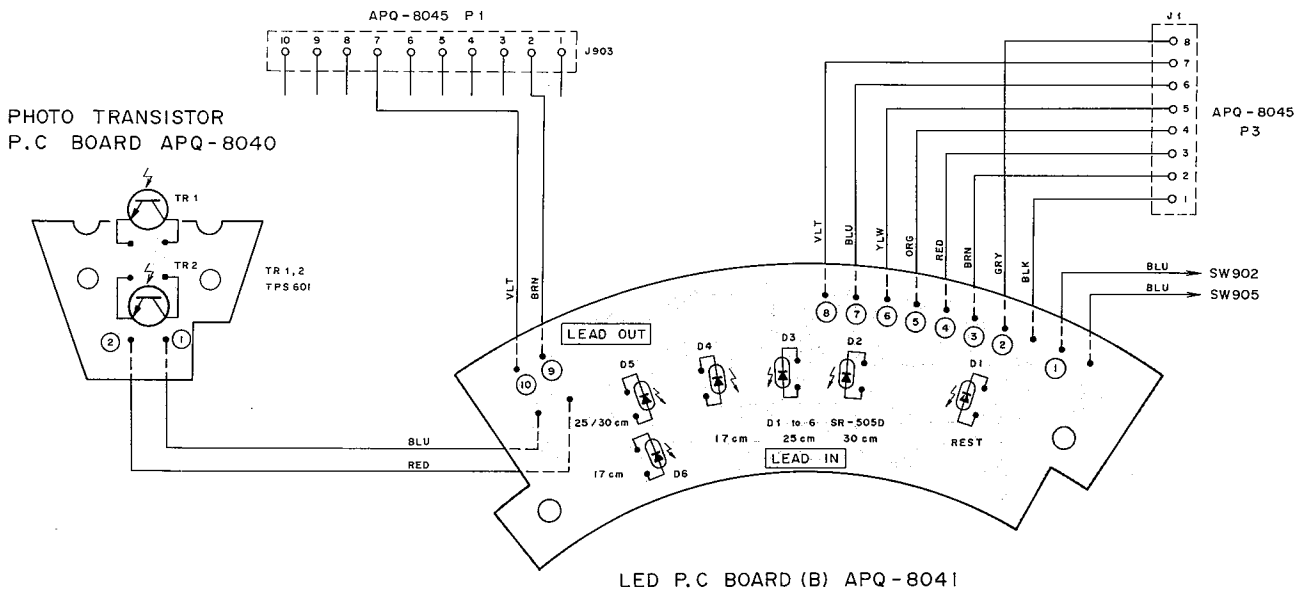 APQ-8045 P1
10 9 8 7 6 5 4 3 2 1
J903
J1
8
7
6
5
4
3
2
1
APQ-8045
P3
PHOTO TRANSISTOR
P.C BOARD APQ-8040
TR1
TR2
TR1,2
TPS601
2 1
VLT BRN
VLT BLU YLW ORG RED BRN GRY BLK
BLU SW902
BLU SW905
8 7 6 5 4 3 2 1
LEAD OUT
10 9
D5 D4 D3 D2 D1
25/30cm
D1 to 6 SR-505D
17cm 25cm 30cm
REST
LEAD IN
17cm D6
BLU
RED
LED P.C BOARD (B) APQ-8041